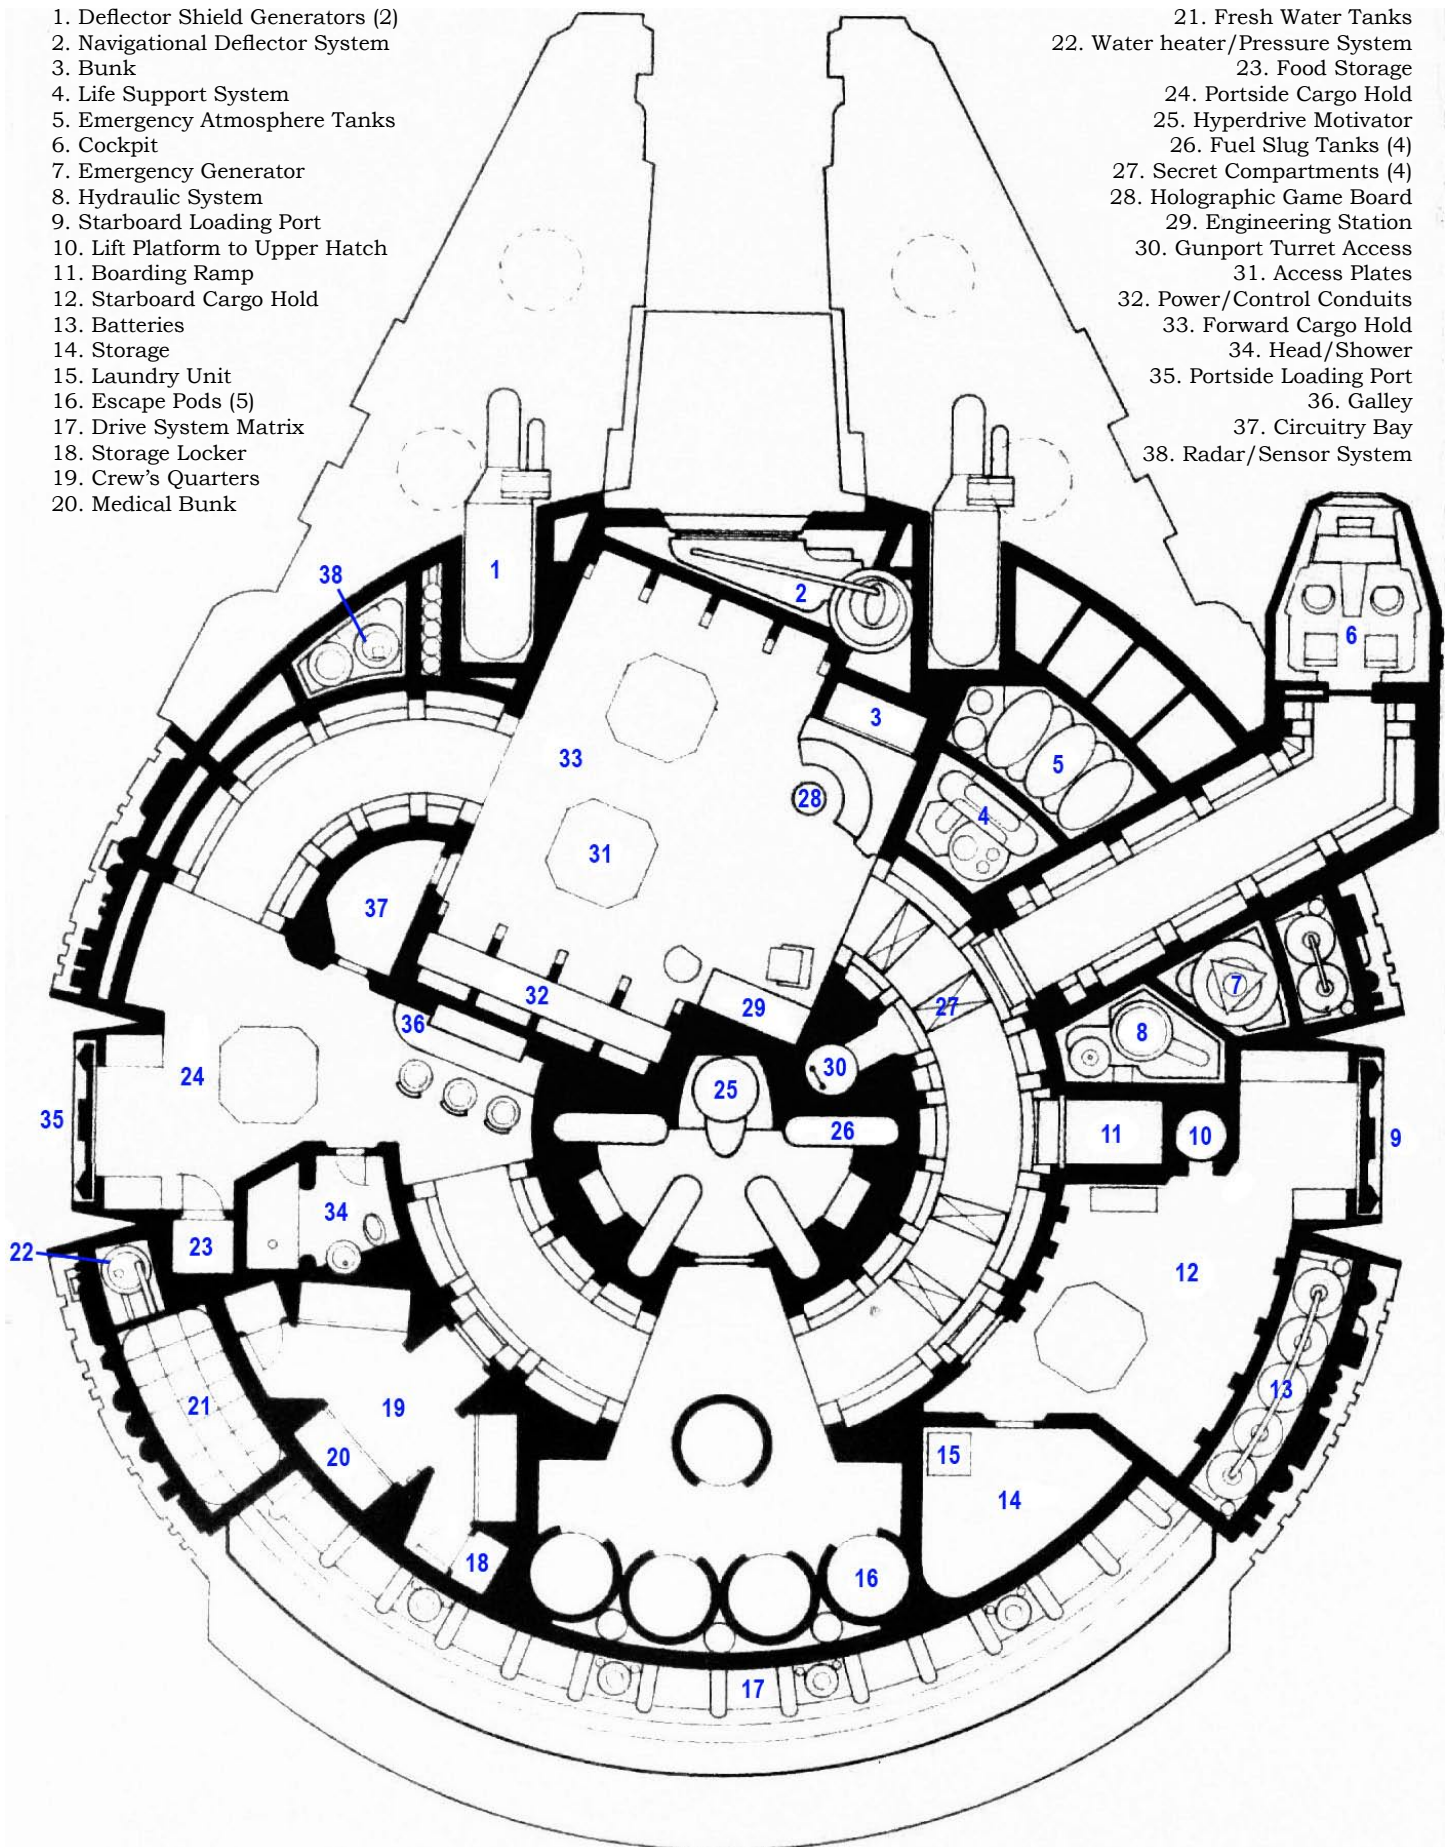 1. Deflector Shield Generators (2)
2. Navigational Deflector System
3. Bunk
4. Life Support System
5. Emergency Atmosphere Tanks
6. Cockpit
7. Emergency Generator
8. Hydraulic System
9. Starboard Loading Port
10. Lift Platform to Upper Hatch
11. Boarding Ramp
12. Starboard Cargo Hold
13. Batteries
14. Storage
15. Laundry Unit
16. Escape Pods (5)
17. Drive System Matrix
18. Storage Locker
19. Crew's Quarters
20. Medical Bunk
21. Fresh Water Tanks
22. Water heater/Pressure System
23. Food Storage
24. Portside Cargo Hold
25. Hyperdrive Motivator
26. Fuel Slug Tanks (4)
27. Secret Compartments (4)
28. Holographic Game Board
29. Engineering Station
30. Gunport Turret Access
31. Access Plates
32. Power/Control Conduits
33. Forward Cargo Hold
34. Head/Shower
35. Portside Loading Port
36. Galley
37. Circuitry Bay
38. Radar/Sensor System
1
38
2
6
3
33
5
28
4
31
37
7
32
27
29
36
8
30
24
25
35
26
11
10
9
34
23
22
12
13
21
19
20
15
14
18
16
17